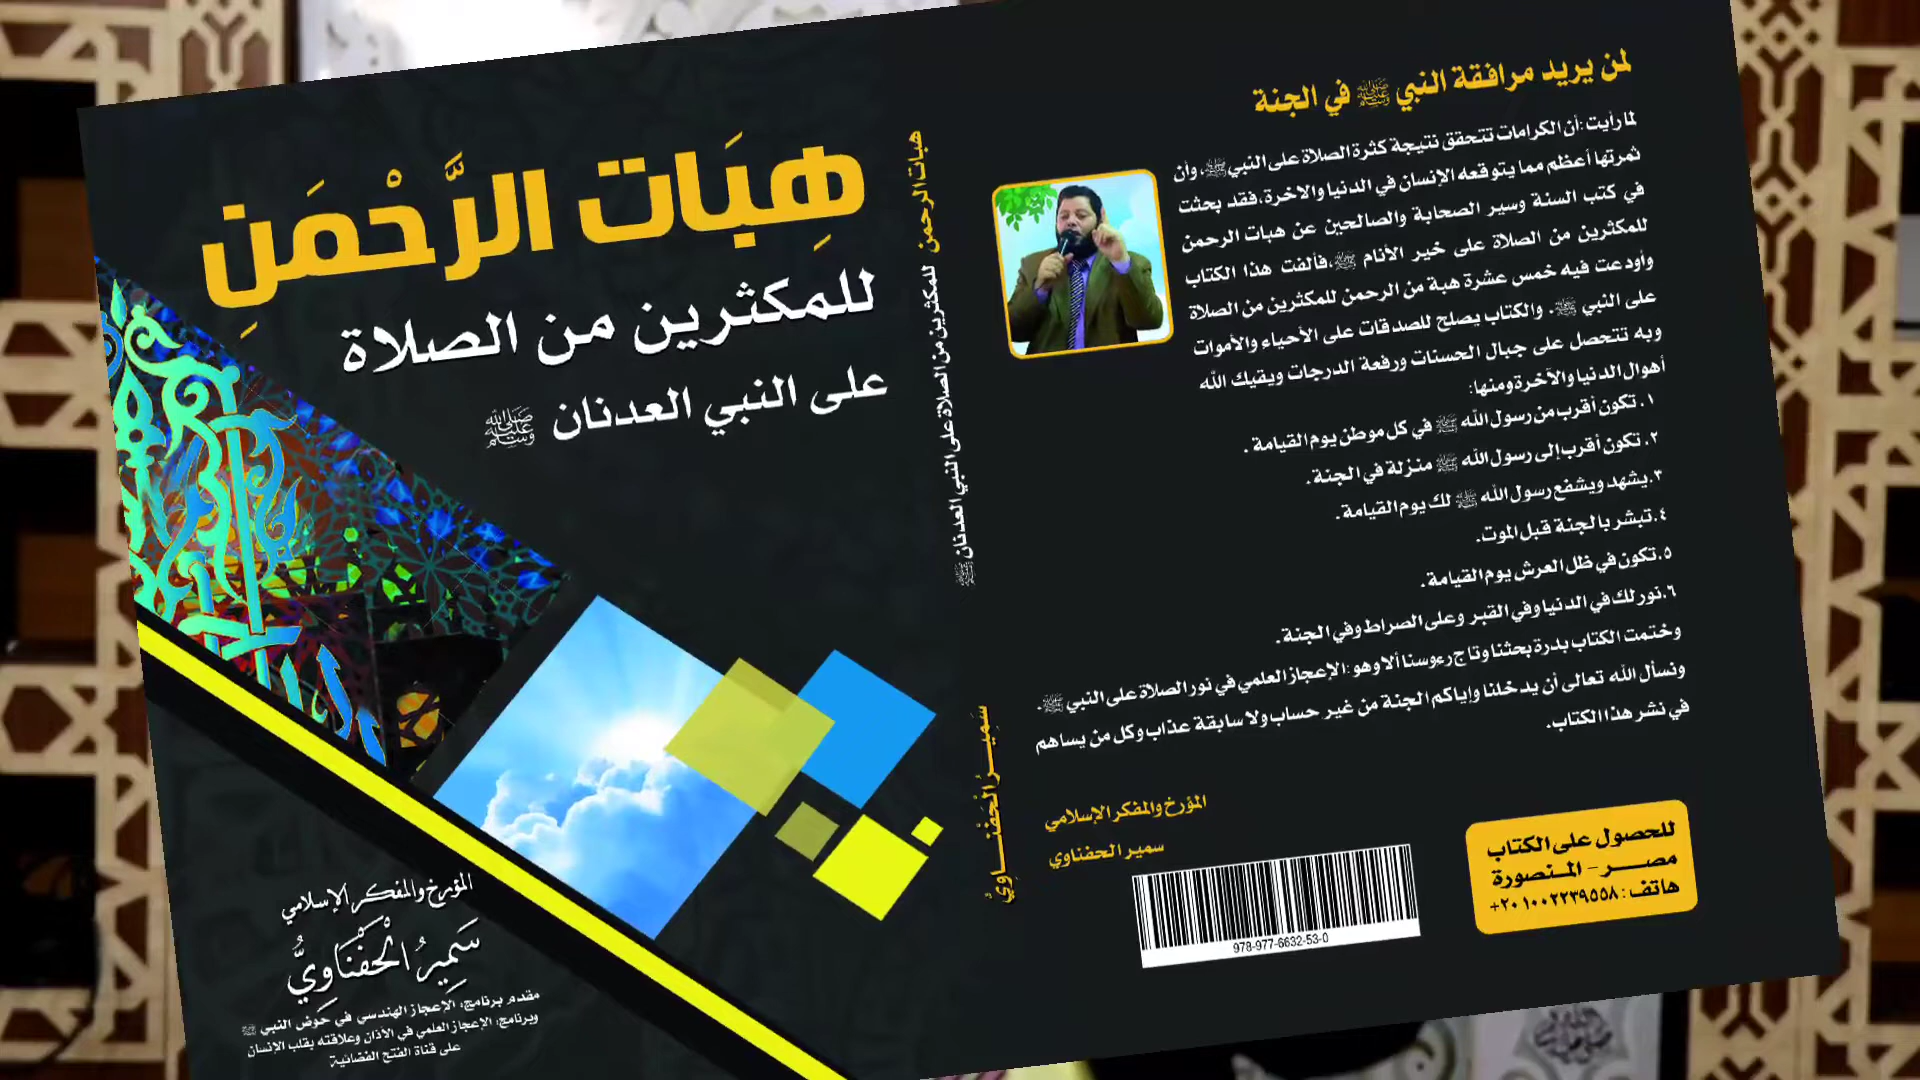 هِبَات الرَّحْمَنِ
للمكثرين من الصلاة
على النبي العدنان ﷺ
المؤرخ والمفكر الإسلامي
سَمِيرُ الْحَفْنَاوِيُّ
مقدم برنامج: الإعجاز الهندسي في حوض النبي ﷺ
وبرنامج: الإعجاز العلمي في الأذان وعلاقته بقلب الإنسان
على قناة الفتح الفضائية
هبات الرحمن للمكثرين من الصلاة على النبي العدنان ﷺ
سَمِيرُ الْحَفْنَاوِيُّ
لمن يريد مرافقة النبي ﷺ في الجنة
لما رأيت: أن الكرامات تتحقق نتيجة كثرة الصلاة على النبي ﷺ، وأن
ثمرتها أعظم مما يتوقعه الإنسان في الدنيا والاخرة، فقد بحثت
في كتب السنة وسير الصحابة والصالحين عن هبات الرحمن
للمكثرين من الصلاة على خير الأنام ﷺ، فألفت هذا الكتاب
وأودعت فيه خمس عشرة هبة من الرحمن للمكثرين من الصلاة
على النبي ﷺ. والكتاب يصلح للصدقات على الأحياء والأموات
وبه تتحصل على جبال الحسنات ورفعة الدرجات ويقيك الله
أهوال الدنيا والآخرة ومنها:
١. تكون أقرب من رسول الله ﷺ في كل موطن يوم القيامة.
٢. تكون أقرب إلى رسول الله ﷺ منزلة في الجنة.
٣. يشهد ويشفع رسول الله ﷺ لك يوم القيامة.
٤. تبشر بالجنة قبل الموت.
٥. تكون في ظل العرش يوم القيامة.
٦. نور لك في الدنيا وفي القبر وعلى الصراط وفي الجنة.
وختمت الكتاب بدرة بحثنا وتاج رءوسنا ألا وهو: الإعجاز العلمي في نور الصلاة على النبي ﷺ.
ونسأل الله تعالى أن يدخلنا وإياكم الجنة من غير حساب ولا سابقة عذاب وكل من يساهم
في نشر هذا الكتاب.
المؤرخ والمفكر الإسلامي
سمير الحفناوي
978-977-6632-53-0
للحصول على الكتاب
مصر - المنصورة
هاتف: ٢٠١٠٠٢٢٣٩٥٥٨+